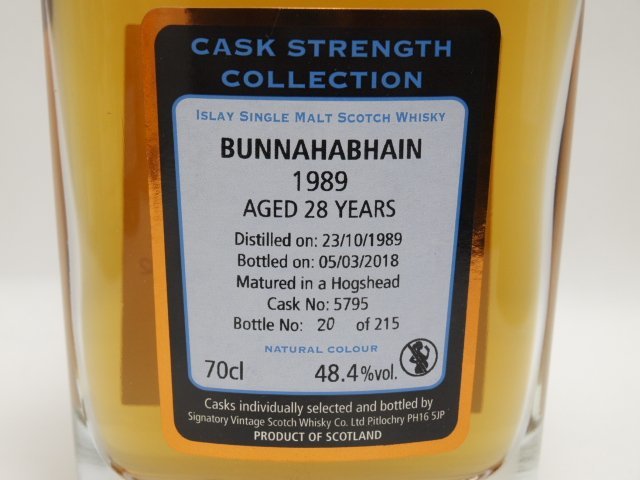 CASK STRENGTH
COLLECTION
ISLAY SINGLE MALT SCOTCH WHISKY
BUNNAHABHAIN
1989
AGED 28 YEARS
Distilled on: 23/10/1989
Bottled on: 05/03/2018
Matured in a Hogshead
Cask No: 5795
Bottle No: 20 of 215
NATURAL COLOUR
70cl 48.4%vol.
Casks individually selected and bottled by
Signatory Vintage Scotch Whisky Co. Ltd Pitlochry PH16 5JP
PRODUCT OF SCOTLAND